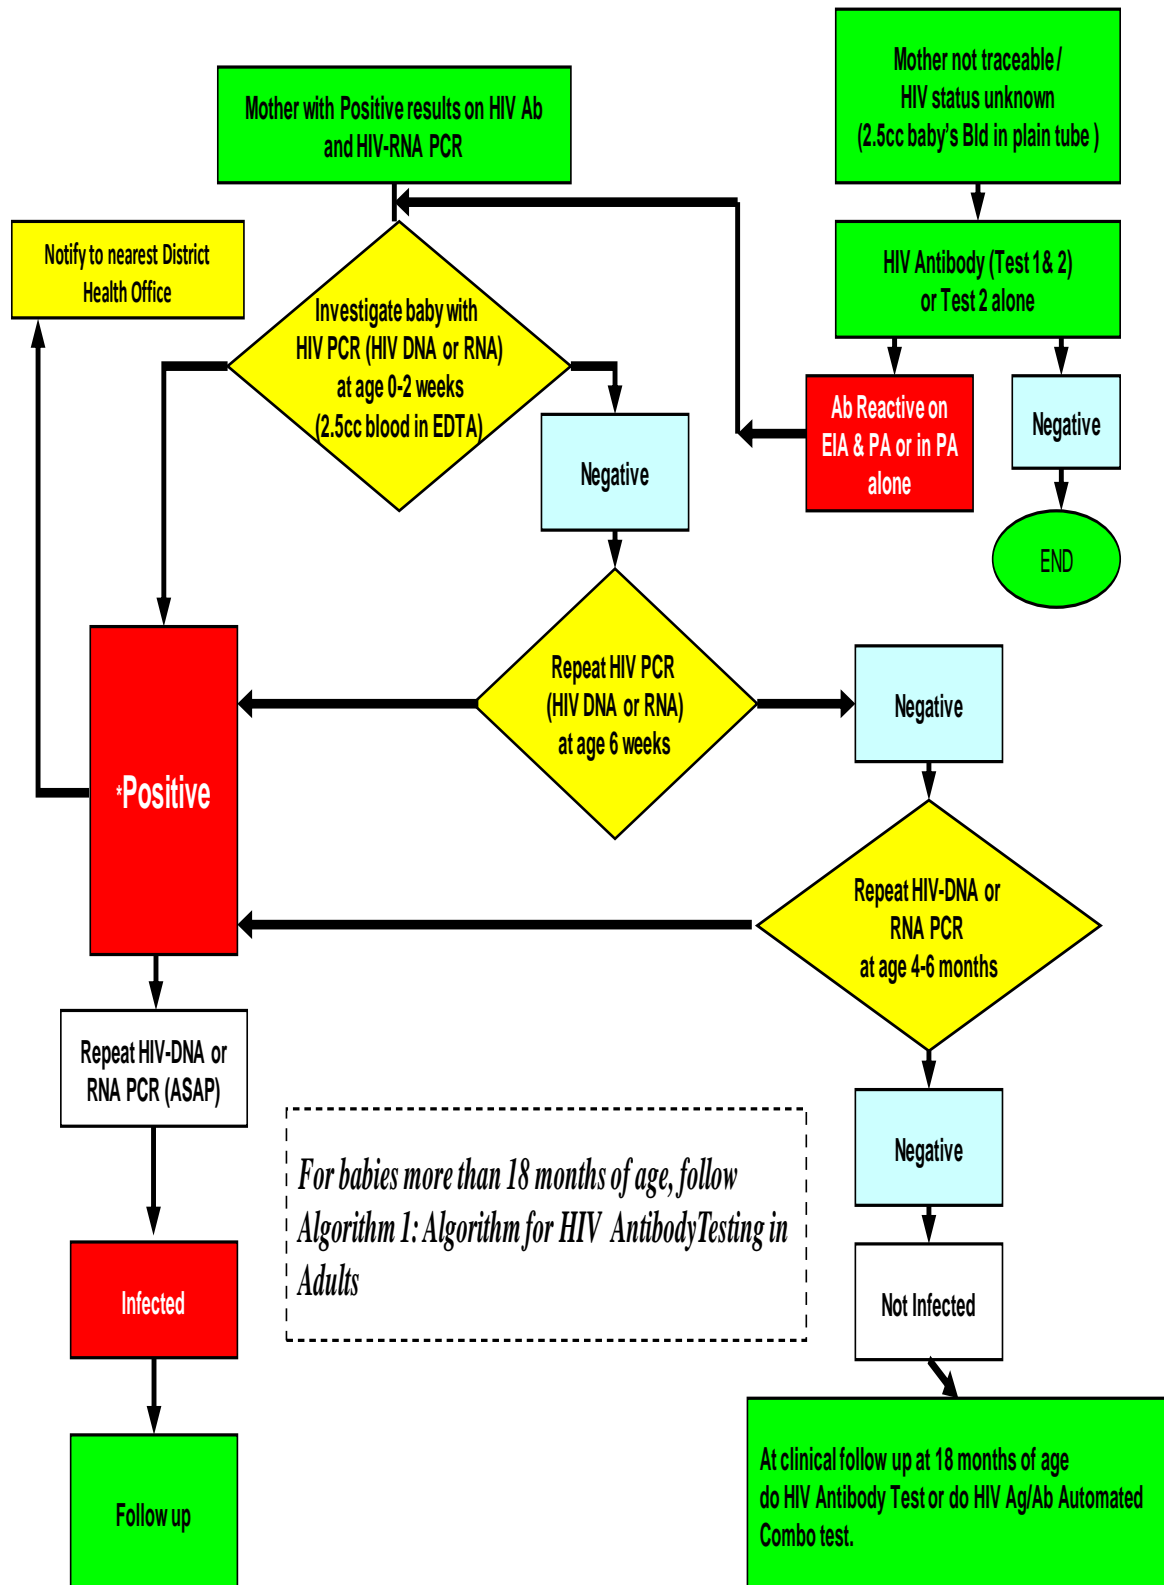 Mother not traceable /
HIV status unknown
(2.5cc baby's Bld in plain tube )
Mother with Positive results on HIV Ab
and HIV-RNA PCR
Notify to nearest District
Health Office
HIV Antibody (Test 1& 2)
or Test 2 alone
Investigate baby with
HIV PCR (HIV DNA or RNA)
at age 0-2 weeks
(2.5cc blood in EDTA)
Ab Reactive on
EIA & PA or in PA
alone
Negative
Negative
END
Repeat HIV PCR
(HIV DNA or RNA)
at age 6 weeks
Negative
*Positive
Repeat HIV-DNA or
RNA PCR
at age 4-6 months
Repeat HIV-DNA or
RNA PCR (ASAP)
Negative
For babies more than 18 months of age, follow
Algorithm 1: Algorithm for HIV AntibodyTesting in
Adults
Infected
Not Infected
Follow up
At clinical follow up at 18 months of age
do HIV Antibody Test or do HIV Ag/Ab Automated
Combo test.